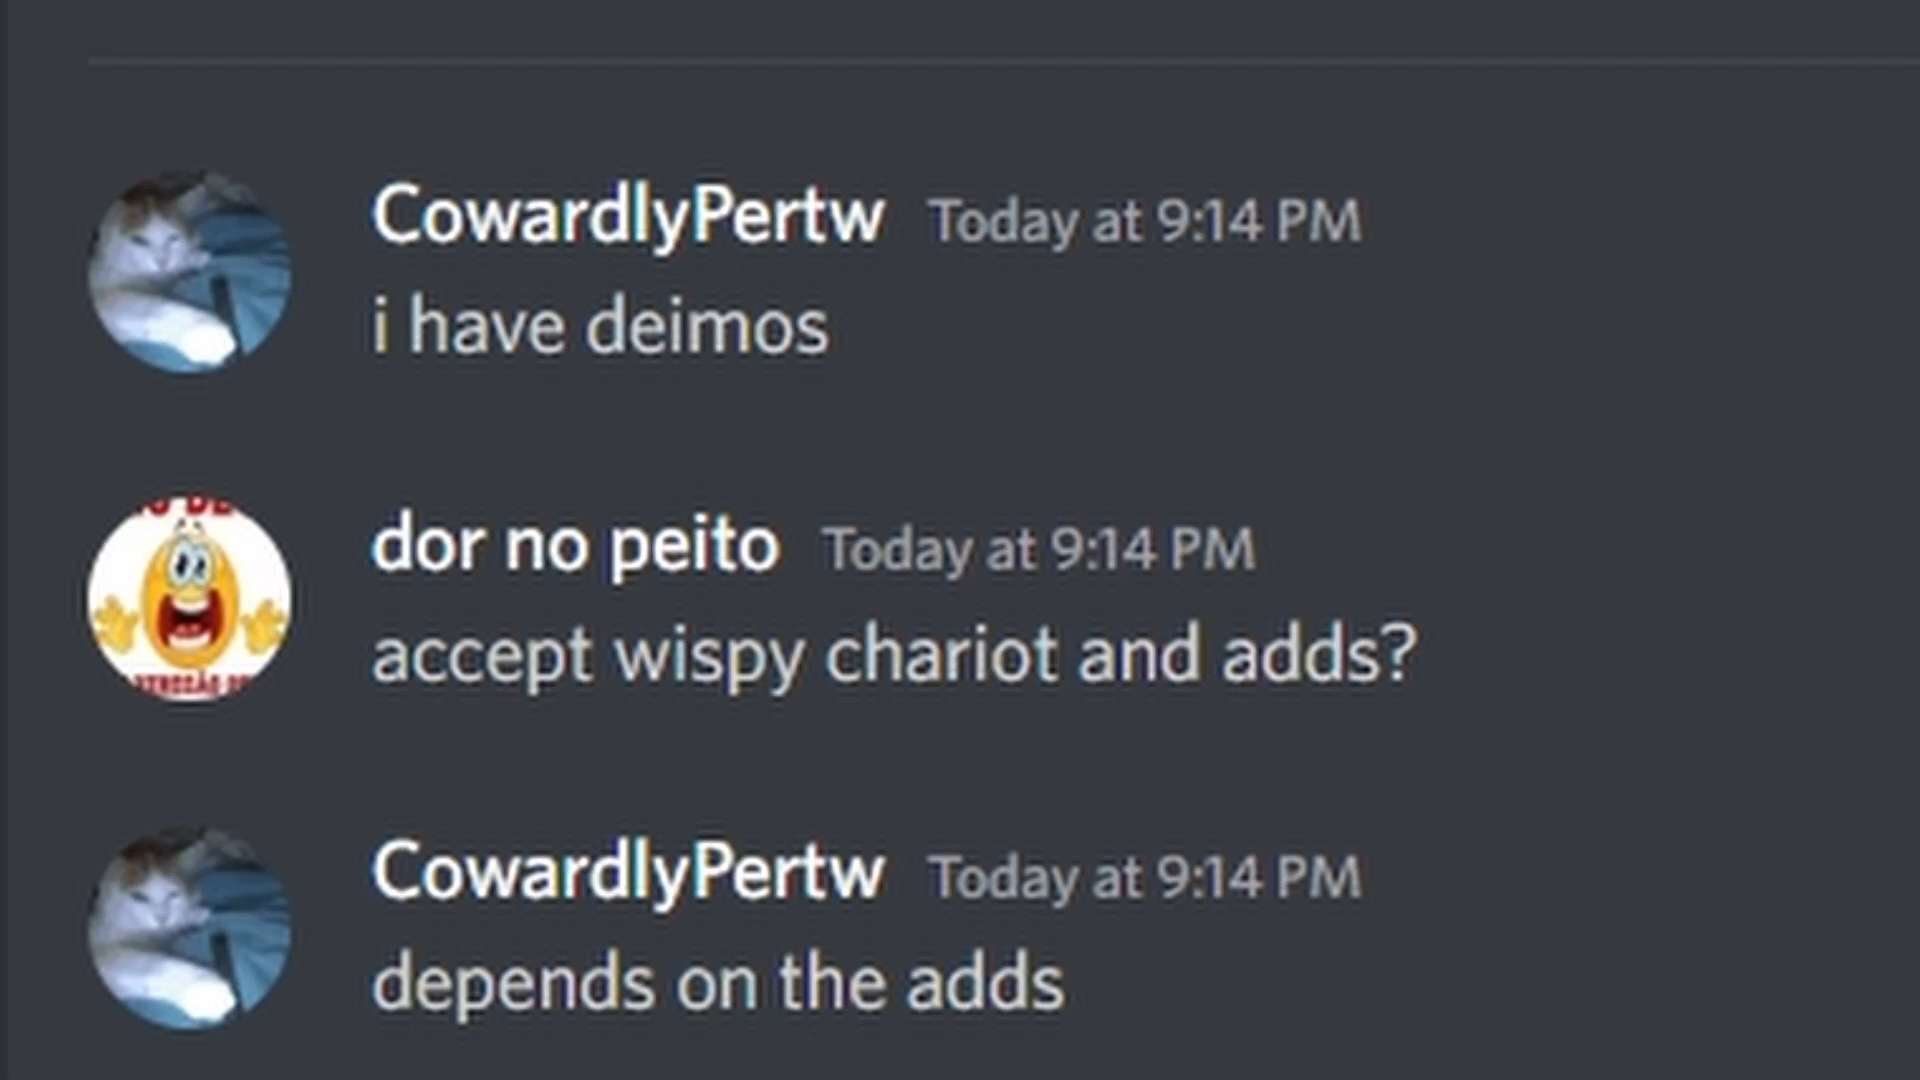 CowardlyPertw Today at 9:14 PM
i have deimos
dor no peito Today at 9:14 PM
accept wispy chariot and adds?
CowardlyPertw Today at 9:14 PM
depends on the adds